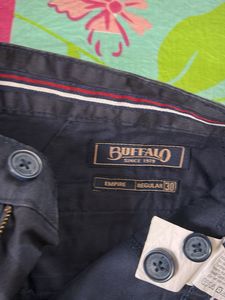 BUFFALO
SINCE 1979
EMPIRE REGULAR 30